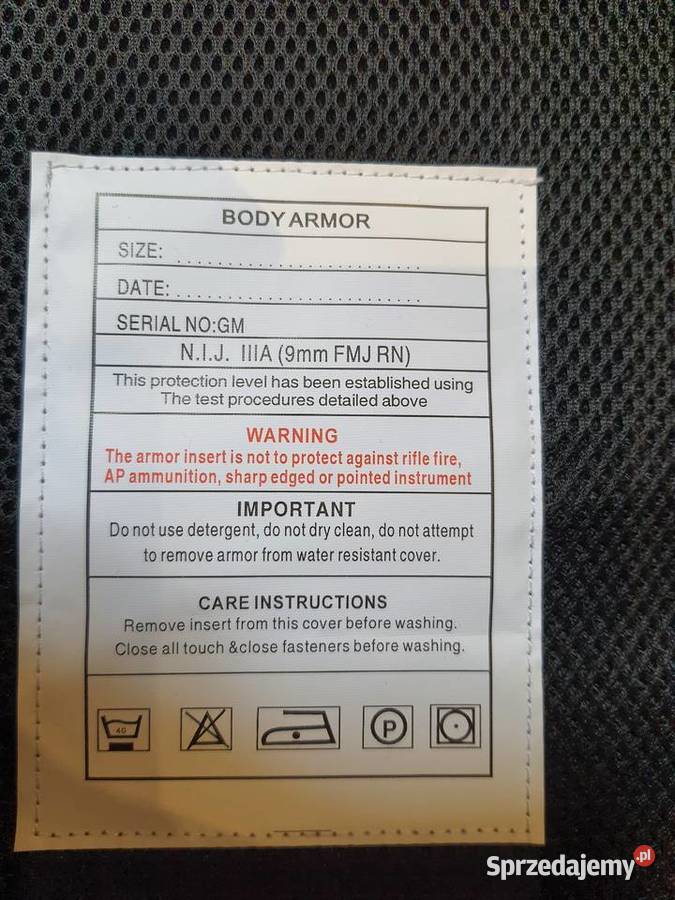 BODY ARMOR
SIZE: ..............................
DATE: ..............................
SERIAL NO:GM
N.I.J. IIIA (9mm FMJ RN)
This protection level has been established using
The test procedures detailed above
WARNING
The armor insert is not to protect against rifle fire,
AP ammunition, sharp edged or pointed instrument
IMPORTANT
Do not use detergent, do not dry clean, do not attempt
to remove armor from water resistant cover.
CARE INSTRUCTIONS
Remove insert from this cover before washing.
Close all touch &close fasteners before washing.
40
P
Sprzedajemy.pl